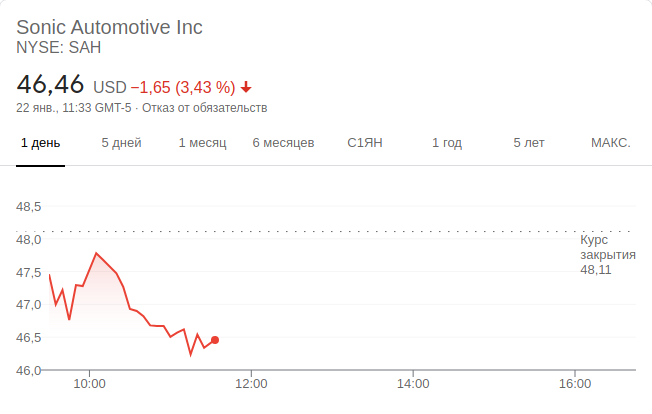 Sonic Automotive Inc
NYSE: SAH
46,46 USD −1,65 (3,43 %)
22 янв., 11:33 GMT-5 · Отказ от обязательств
1 день 5 дней 1 месяц 6 месяцев С1ЯН 1 год 5 лет МАКС.
48,5
48,0
47,5
47,0
46,5
46,0
Курс
закрытия
48,11
10:00 12:00 14:00 16:00